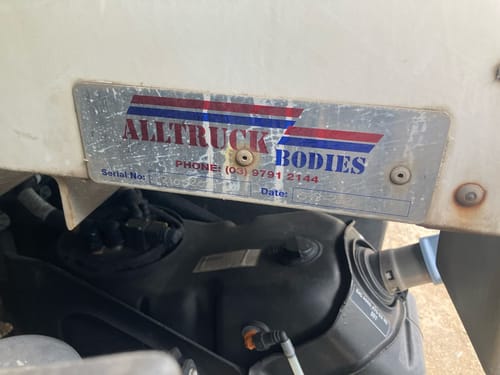 ALLTRUCK
BODIES
PHONE: (03) 9791 2144
Serial No:
Date: